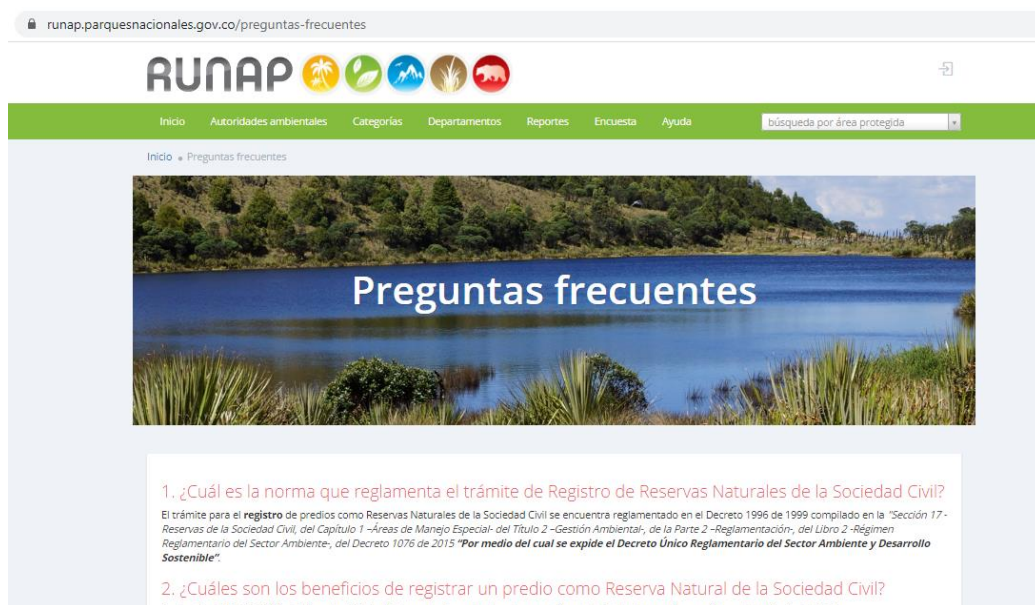 runap.parquesnacionales.gov.co/preguntas-frecuentes
RUNAP
Inicio Autoridades ambientales Categorías Departamentos Reportes Encuesta Ayuda búsqueda por área protegida
Inicio Preguntas frecuentes
Preguntas frecuentes
1. ¿Cuál es la norma que reglamenta el trámite de Registro de Reservas Naturales de la Sociedad Civil?
El trámite para el registro de predios como Reservas Naturales de la Sociedad Civil se encuentra reglamentado en el Decreto 1996 de 1999 compilado en la "Sección 17 -
Reservas de la Sociedad Civil, del Capítulo 1 –Áreas de Manejo Especial- del Título 2 –Gestión Ambiental-, de la Parte 2 –Reglamentación-, del Libro 2 -Régimen
Reglamentario del Sector Ambiente-, del Decreto 1076 de 2015 "Por medio del cual se expide el Decreto Único Reglamentario del Sector Ambiente y Desarrollo
Sostenible".
2. ¿Cuáles son los beneficios de registrar un predio como Reserva Natural de la Sociedad Civil?